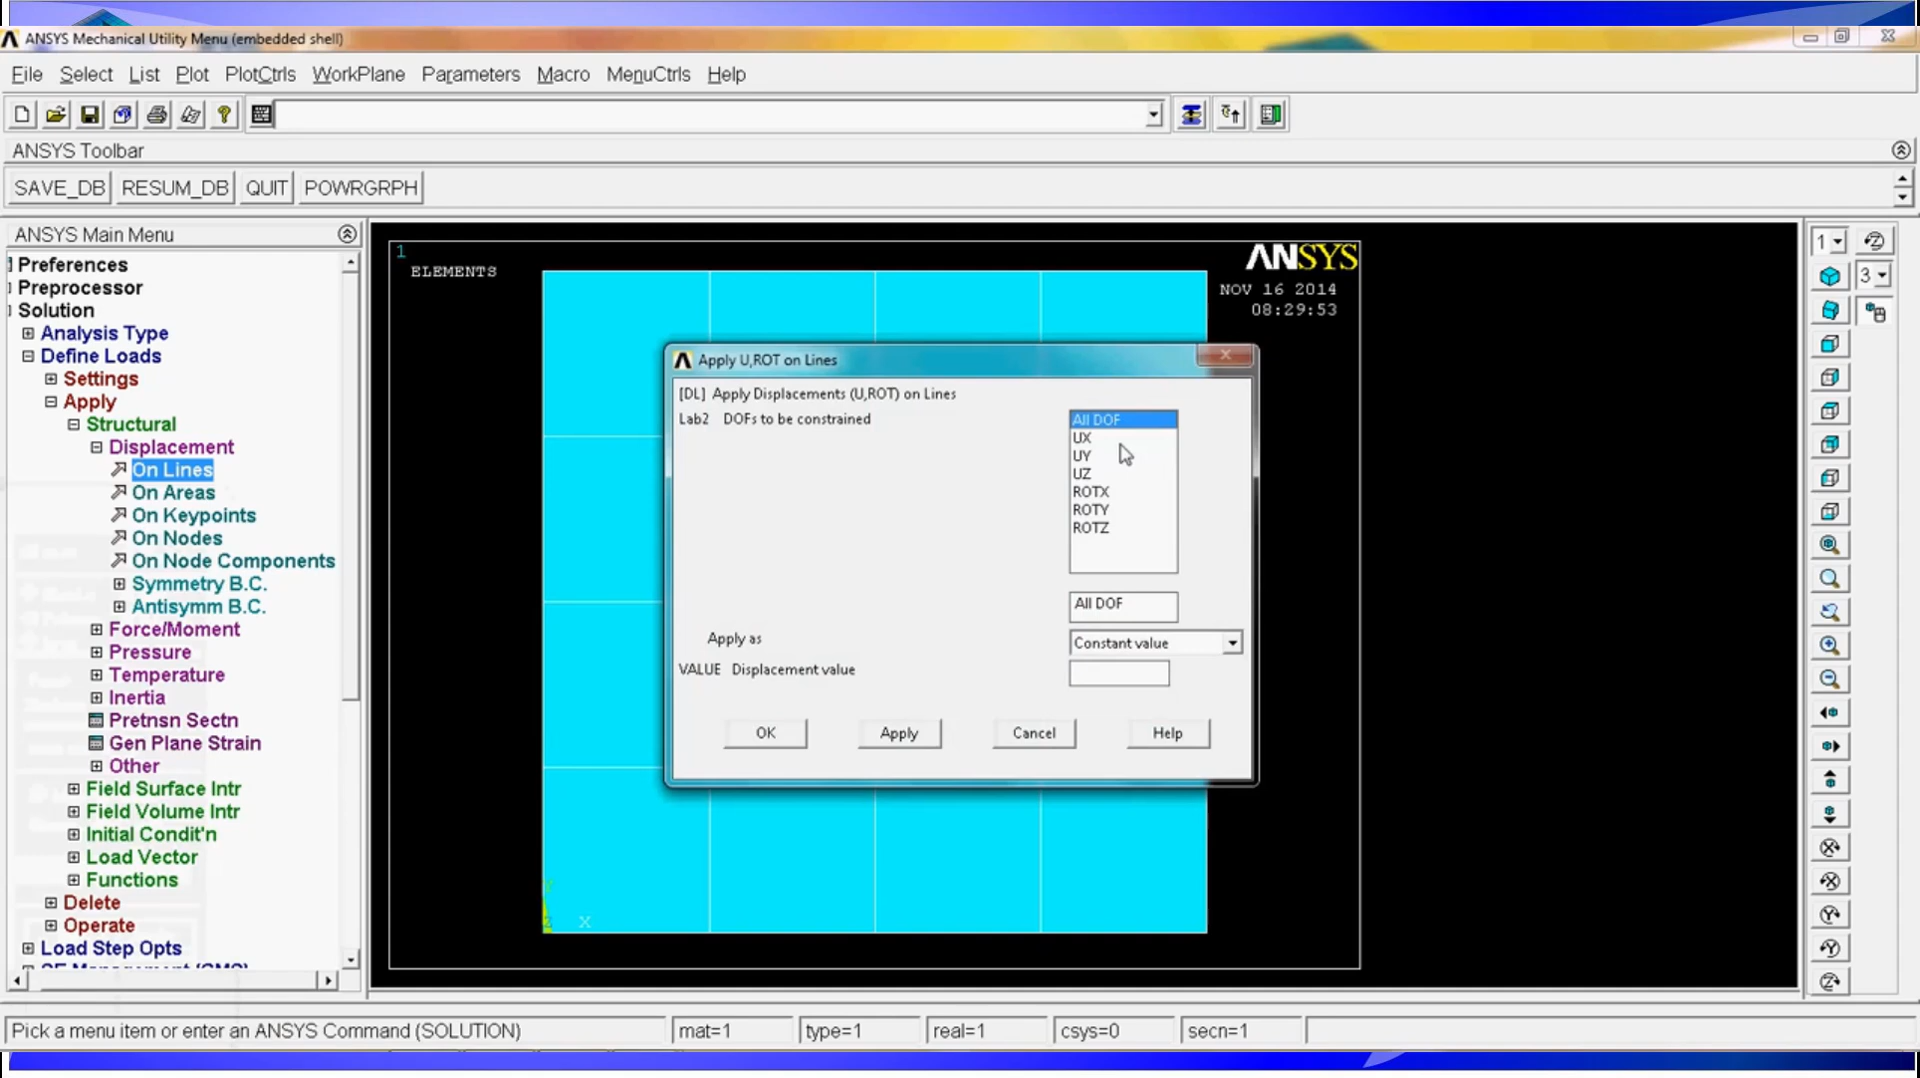 ANSYS Mechanical Utility Menu (embedded shell)
File Select List Plot PlotCtrls WorkPlane Parameters Macro MenuCtrls Help
ANSYS Toolbar
SAVE_DB RESUM_DB QUIT POWRGRPH
ANSYS Main Menu
Preferences
Preprocessor
Solution
Analysis Type
Define Loads
Settings
Apply
Structural
Displacement
On Lines
On Areas
On Keypoints
On Nodes
On Node Components
Symmetry B.C.
Antisymm B.C.
Force/Moment
Pressure
Temperature
Inertia
Pretnsn Sectn
Gen Plane Strain
Other
Field Surface Intr
Field Volume Intr
Initial Condit'n
Load Vector
Functions
Delete
Operate
Load Step Opts
1
ELEMENTS
ANSYS
NOV 16 2014
08:29:53
Y
Z X
Apply U,ROT on Lines
[DL] Apply Displacements (U,ROT) on Lines
Lab2 DOFs to be constrained
All DOF
UX
UY
UZ
ROTX
ROTY
ROTZ
All DOF
Apply as Constant value
VALUE Displacement value
OK Apply Cancel Help
1
3
Pick a menu item or enter an ANSYS Command (SOLUTION) mat=1 type=1 real=1 csys=0 secn=1